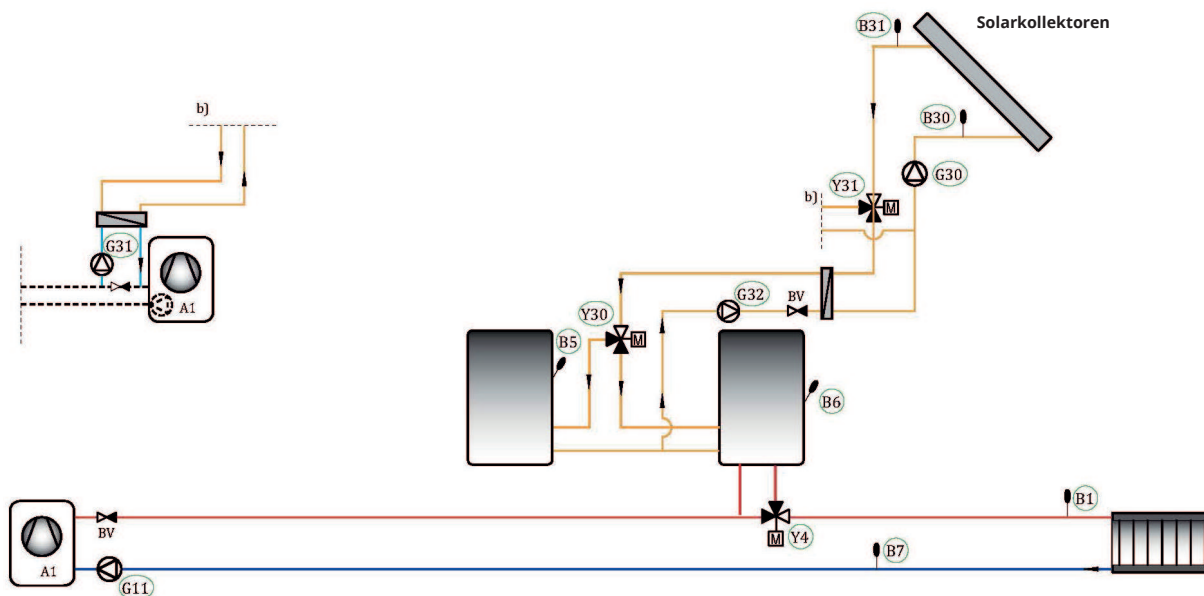 B31
Solarkollektoren
b)
B30
G30
Y31
b)
M
G31
A1
G32
BV
Y30
M
B5
B6
B1
BV
Y4
M
B7
A1
G11